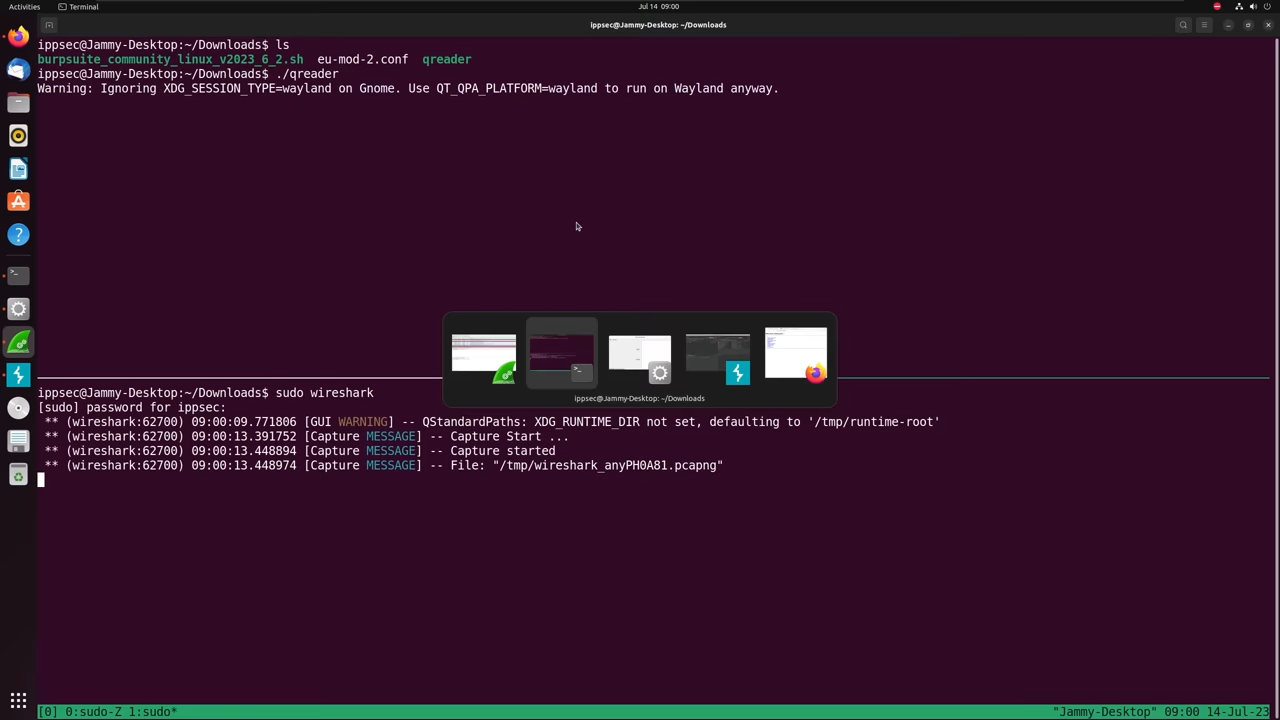 Activities
Terminal
Jul 14 09:00
ippsec@Jammy-Desktop: ~/Downloads
ippsec@Jammy-Desktop:~/Downloads$ ls
burpsuite_community_linux_v2023_6_2.sh  eu-mod-2.conf  qreader
ippsec@Jammy-Desktop:~/Downloads$ ./qreader
Warning: Ignoring XDG_SESSION_TYPE=wayland on Gnome. Use QT_QPA_PLATFORM=wayland to run on Wayland anyway.
ippsec@Jammy-Desktop: ~/Downloads
ippsec@Jammy-Desktop:~/Downloads$ sudo wireshark
[sudo] password for ippsec:
 ** (wireshark:62700) 09:00:09.771806 [GUI WARNING] -- QStandardPaths: XDG_RUNTIME_DIR not set, defaulting to '/tmp/runtime-root'
 ** (wireshark:62700) 09:00:13.391752 [Capture MESSAGE] -- Capture Start ...
 ** (wireshark:62700) 09:00:13.448894 [Capture MESSAGE] -- Capture started
 ** (wireshark:62700) 09:00:13.448974 [Capture MESSAGE] -- File: "/tmp/wireshark_anyPH0A81.pcapng"
[0] 0:sudo-Z 1:sudo*
"Jammy-Desktop" 09:00 14-Jul-23